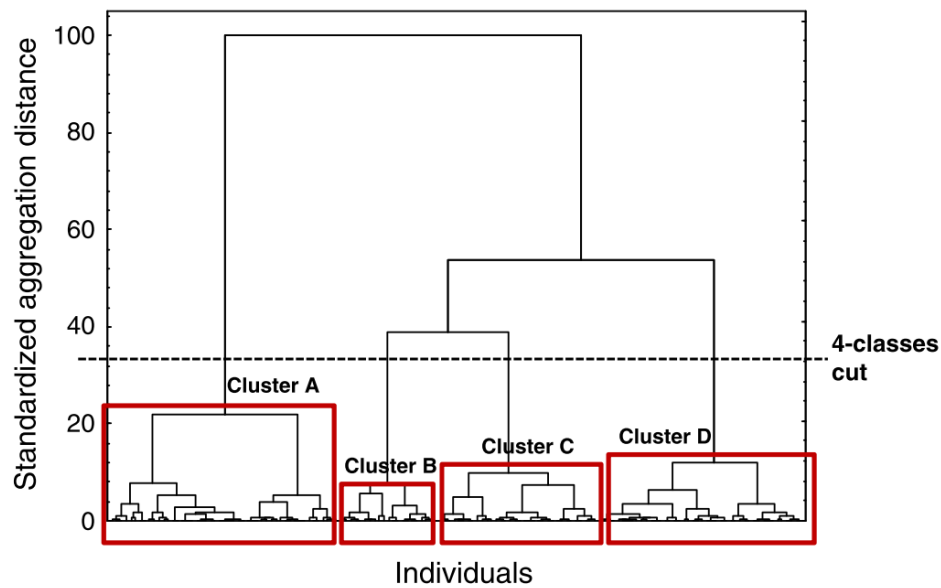 Standardized aggregation distance
100
80
60
40
20
0
4-classes
cut
Cluster A
Cluster B
Cluster C
Cluster D
Individuals